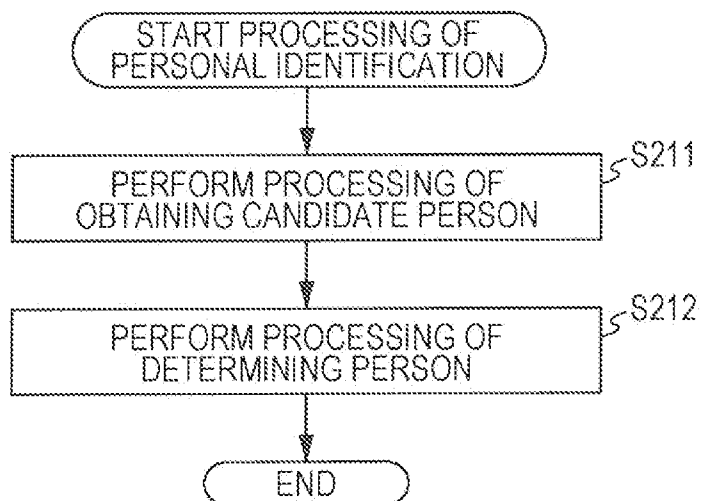 START PROCESSING OF
PERSONAL IDENTIFICATION
S211
PERFORM PROCESSING OF
OBTAINING CANDIDATE PERSON
S212
PERFORM PROCESSING OF
DETERMINING PERSON
END